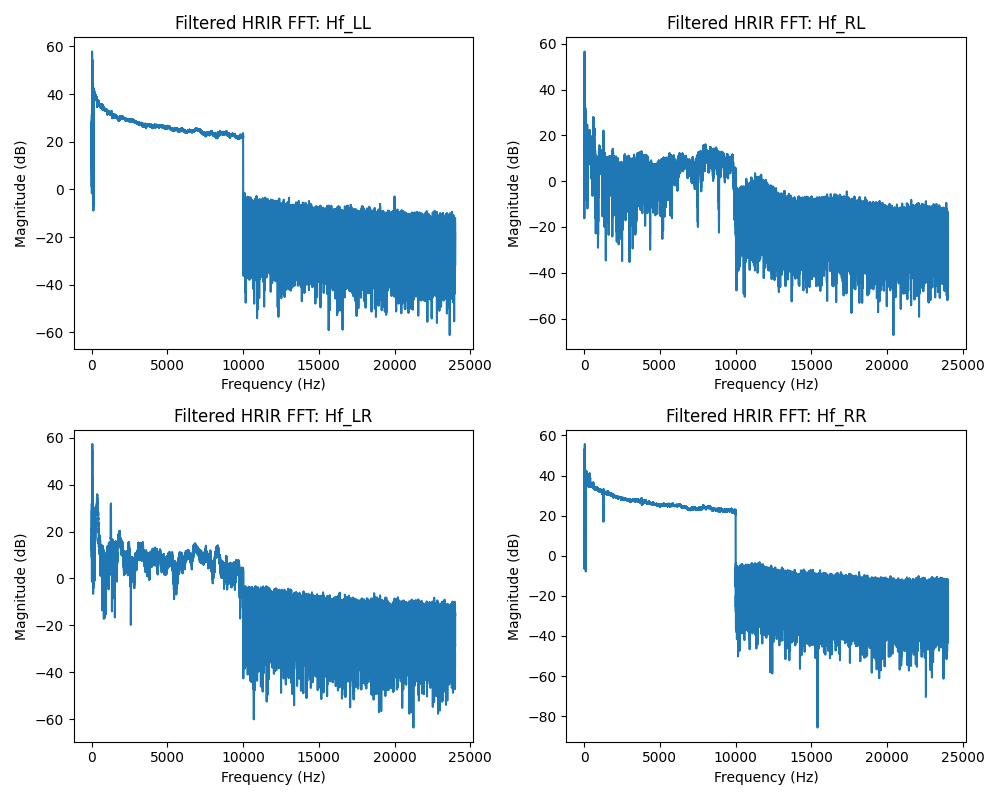 Filtered HRIR FFT: Hf_LL
60
40
20
0
−20
−40
−60
Magnitude (dB)
0 5000 10000 15000 20000 25000
Frequency (Hz)
Filtered HRIR FFT: Hf_RL
60
40
20
0
−20
−40
−60
Magnitude (dB)
0 5000 10000 15000 20000 25000
Frequency (Hz)
Filtered HRIR FFT: Hf_LR
60
40
20
0
−20
−40
−60
Magnitude (dB)
0 5000 10000 15000 20000 25000
Frequency (Hz)
Filtered HRIR FFT: Hf_RR
60
40
20
0
−20
−40
−60
−80
Magnitude (dB)
0 5000 10000 15000 20000 25000
Frequency (Hz)